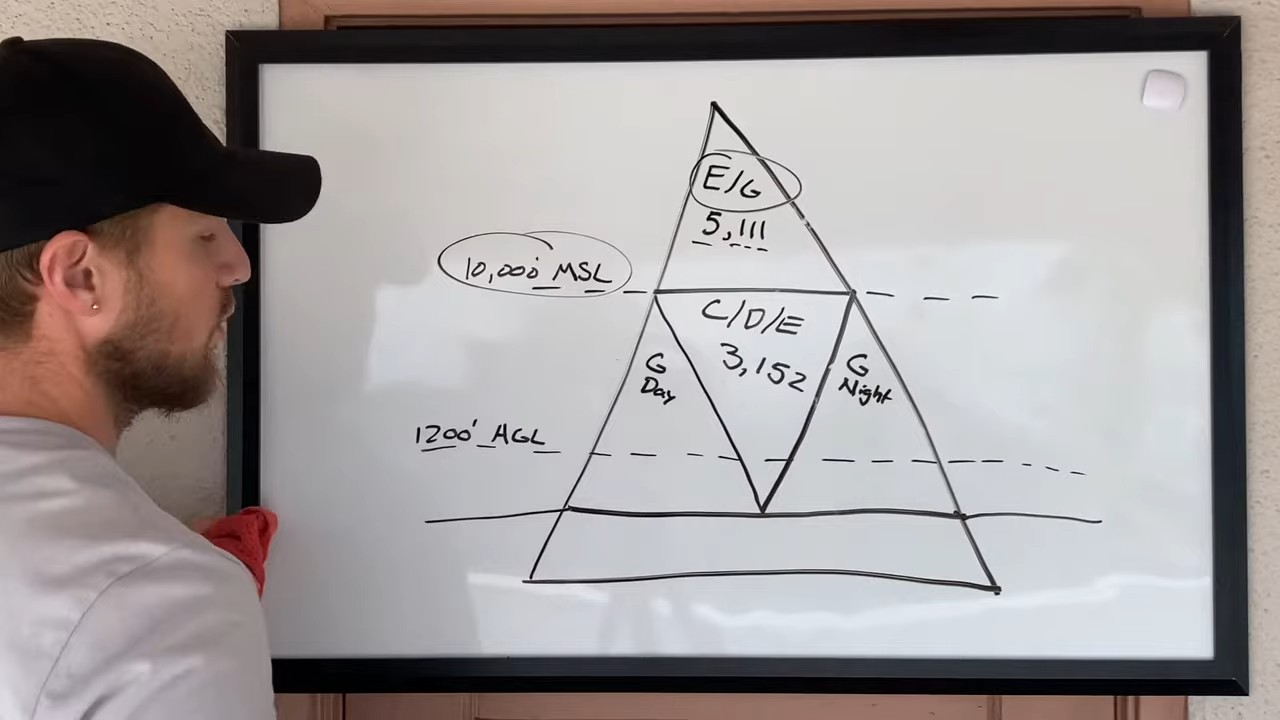 E/G
5,111
10,000' MSL
C/D/E
3,152
G
Day
G
Night
1200' AGL